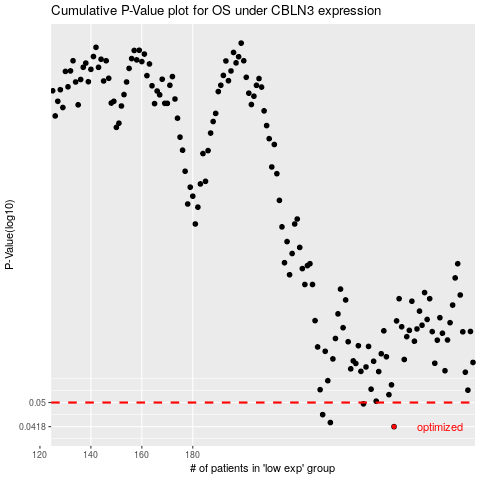 Cumulative P-Value plot for OS under CBLN3 expression
P-Value(log10)
0.05
0.0418
optimized
120 140 160 180
# of patients in 'low exp' group